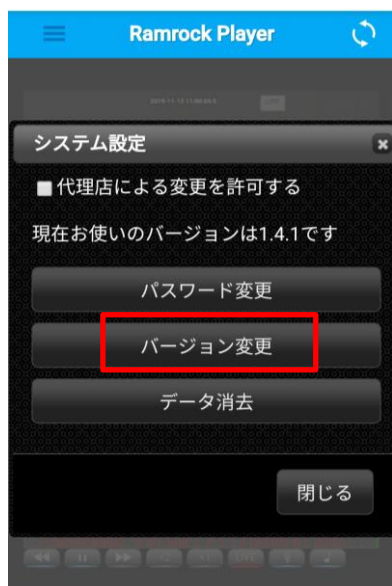 Ramrock Player
システム設定
代理店による変更を許可する
現在お使いのバージョンは1.4.1です
パスワード変更
バージョン変更
データ消去
閉じる
LIVE